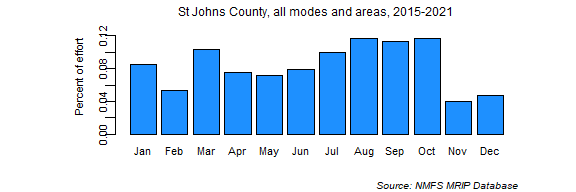 St Johns County, all modes and areas, 2015-2021
Percent of effort
0.12
0.08
0.04
0.00
Jan Feb Mar Apr May Jun Jul Aug Sep Oct Nov Dec
Source: NMFS MRIP Database